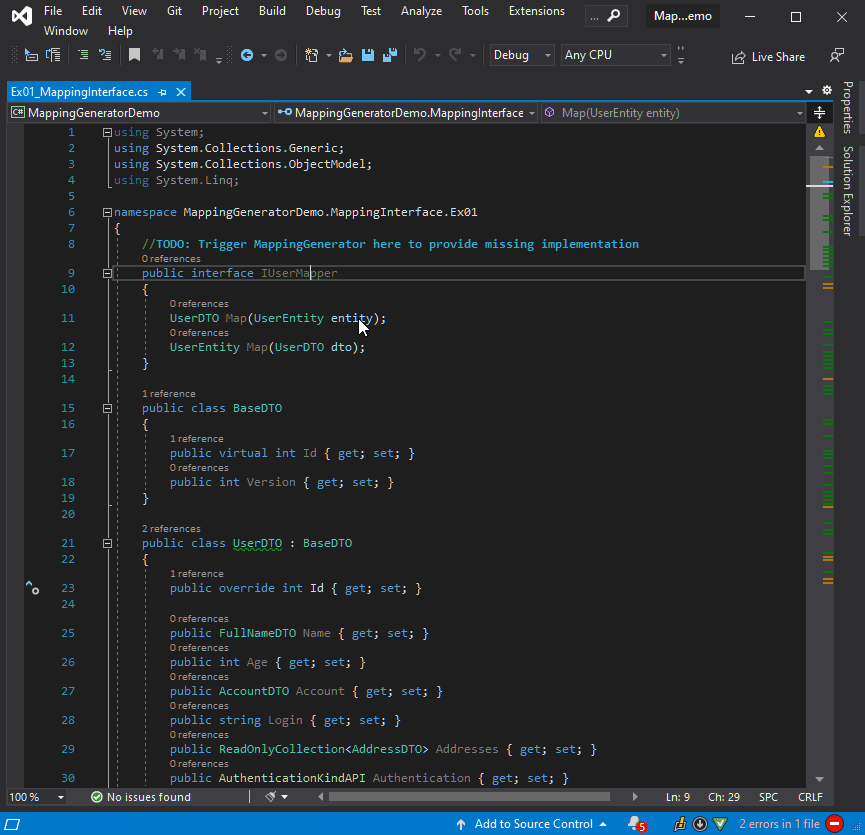 File Edit View Git Project Build Debug Test Analyze Tools Extensions ... Map...emo
Window Help
Debug Any CPU Live Share
Ex01_MappingInterface.cs
MappingGeneratorDemo MappingGeneratorDemo.MappingInterface Map(UserEntity entity)
Properties
Solution Explorer
1 using System;
2 using System.Collections.Generic;
3 using System.Collections.ObjectModel;
4 using System.Linq;
5
6 namespace MappingGeneratorDemo.MappingInterface.Ex01
7 {
8 //TODO: Trigger MappingGenerator here to provide missing implementation
0 references
9 public interface IUserMapper
10 {
0 references
11 UserDTO Map(UserEntity entity);
0 references
12 UserEntity Map(UserDTO dto);
13 }
14
1 reference
15 public class BaseDTO
16 {
1 reference
17 public virtual int Id { get; set; }
0 references
18 public int Version { get; set; }
19 }
20
2 references
21 public class UserDTO : BaseDTO
22 {
1 reference
23 public override int Id { get; set; }
24
0 references
25 public FullNameDTO Name { get; set; }
0 references
26 public int Age { get; set; }
0 references
27 public AccountDTO Account { get; set; }
0 references
28 public string Login { get; set; }
0 references
29 public ReadOnlyCollection<AddressDTO> Addresses { get; set; }
0 references
30 public AuthenticationKindAPI Authentication { get; set; }
100 % No issues found Ln: 9 Ch: 29 SPC CRLF
Add to Source Control 5 2 errors in 1 file